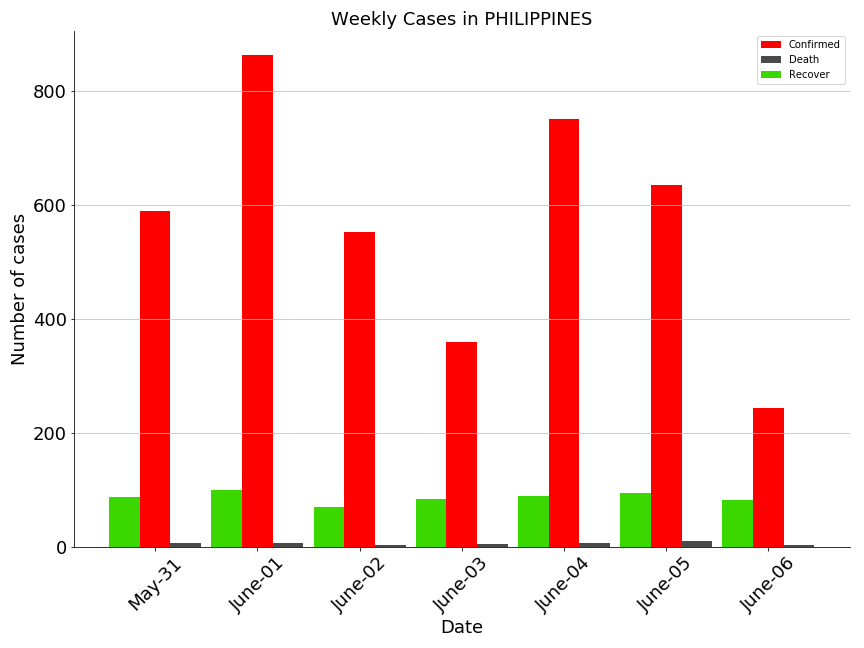 Weekly Cases in PHILIPPINES
Confirmed
Death
Recover
Number of cases
800
600
400
200
0
May-31
June-01
June-02
June-03
June-04
June-05
June-06
Date